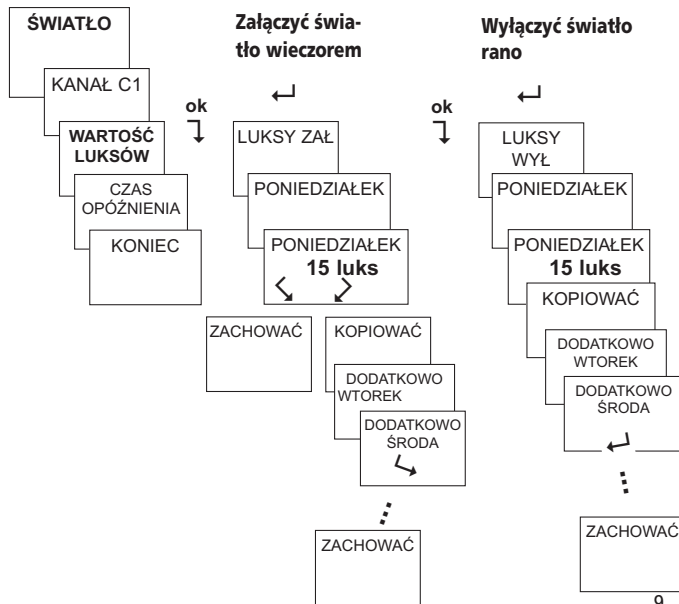 ŚWIATŁO
KANAŁ C1
WARTOŚĆ
LUKSÓW
CZAS
OPÓŹNIENIA
KONIEC
Załączyć świa-
tło wieczorem
ok
LUKSY ZAŁ
PONIEDZIAŁEK
PONIEDZIAŁEK
15 luks
ZACHOWAĆ
KOPIOWAĆ
DODATKOWO
WTOREK
DODATKOWO
ŚRODA
ZACHOWAĆ
Wyłączyć światło
rano
ok
LUKSY
WYŁ
PONIEDZIAŁEK
PONIEDZIAŁEK
15 luks
KOPIOWAĆ
DODATKOWO
WTOREK
DODATKOWO
ŚRODA
ZACHOWAĆ
9